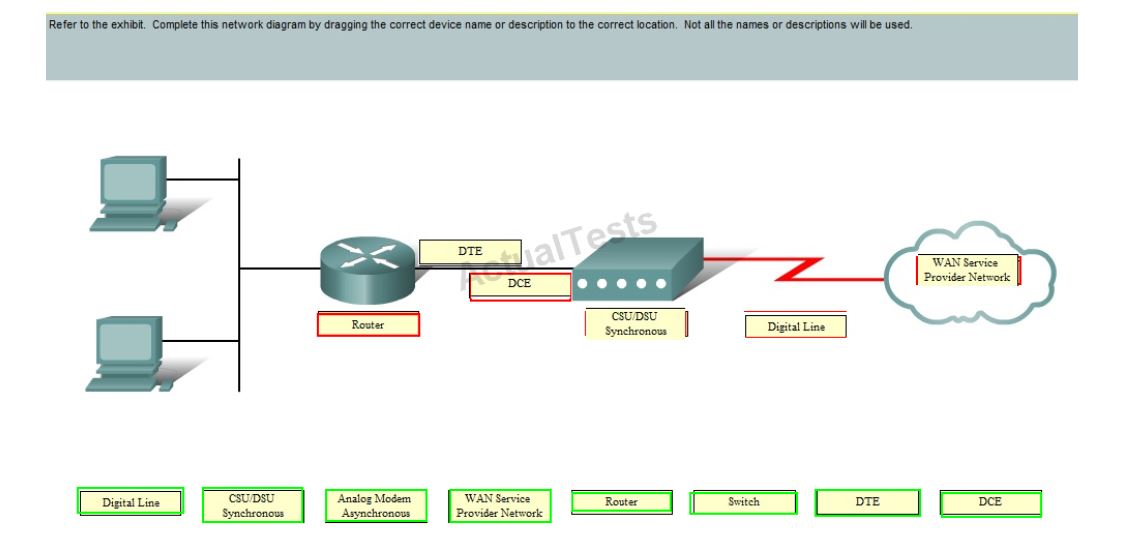 Refer to the exhibit. Complete this network diagram by dragging the correct device name or description to the correct location. Not all the names or descriptions will be used.
ActualTests
DTE
DCE
WAN Service
Provider Network
Router
CSU/DSU
Synchronous
Digital Line
Digital Line
CSU/DSU
Synchronous
Analog Modem
Asynchronous
WAN Service
Provider Network
Router
Switch
DTE
DCE